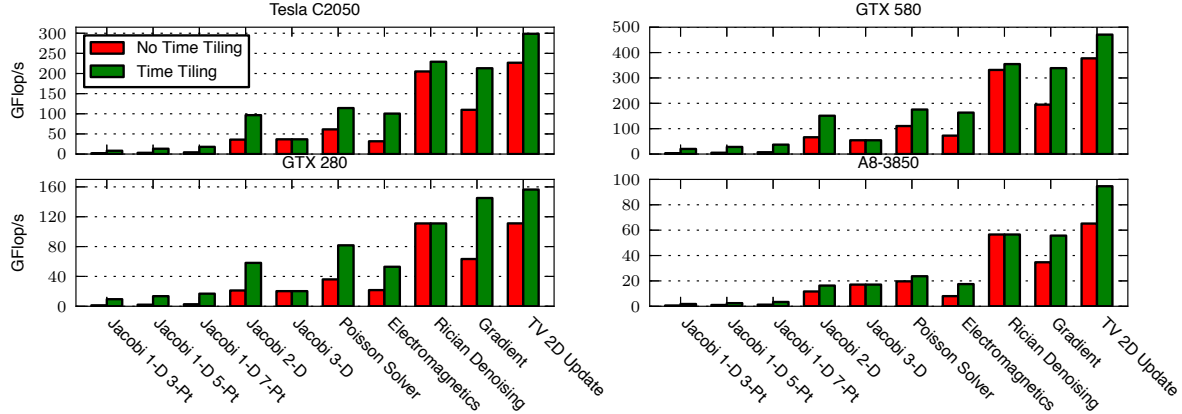 Tesla C2050
GFlop/s
300
250
200
150
100
50
0
No Time Tiling
Time Tiling
GTX 580
500
400
300
200
100
0
GTX 280
GFlop/s
160
120
80
40
0
Jacobi 1-D 3-Pt
Jacobi 1-D 5-Pt
Jacobi 1-D 7-Pt
Jacobi 2-D
Jacobi 3-D
Poisson Solver
Electromagnetics
Rician Denoising
Gradient
TV 2D Update
A8-3850
100
80
60
40
20
0
Jacobi 1-D 3-Pt
Jacobi 1-D 5-Pt
Jacobi 1-D 7-Pt
Jacobi 2-D
Jacobi 3-D
Poisson Solver
Electromagnetics
Rician Denoising
Gradient
TV 2D Update